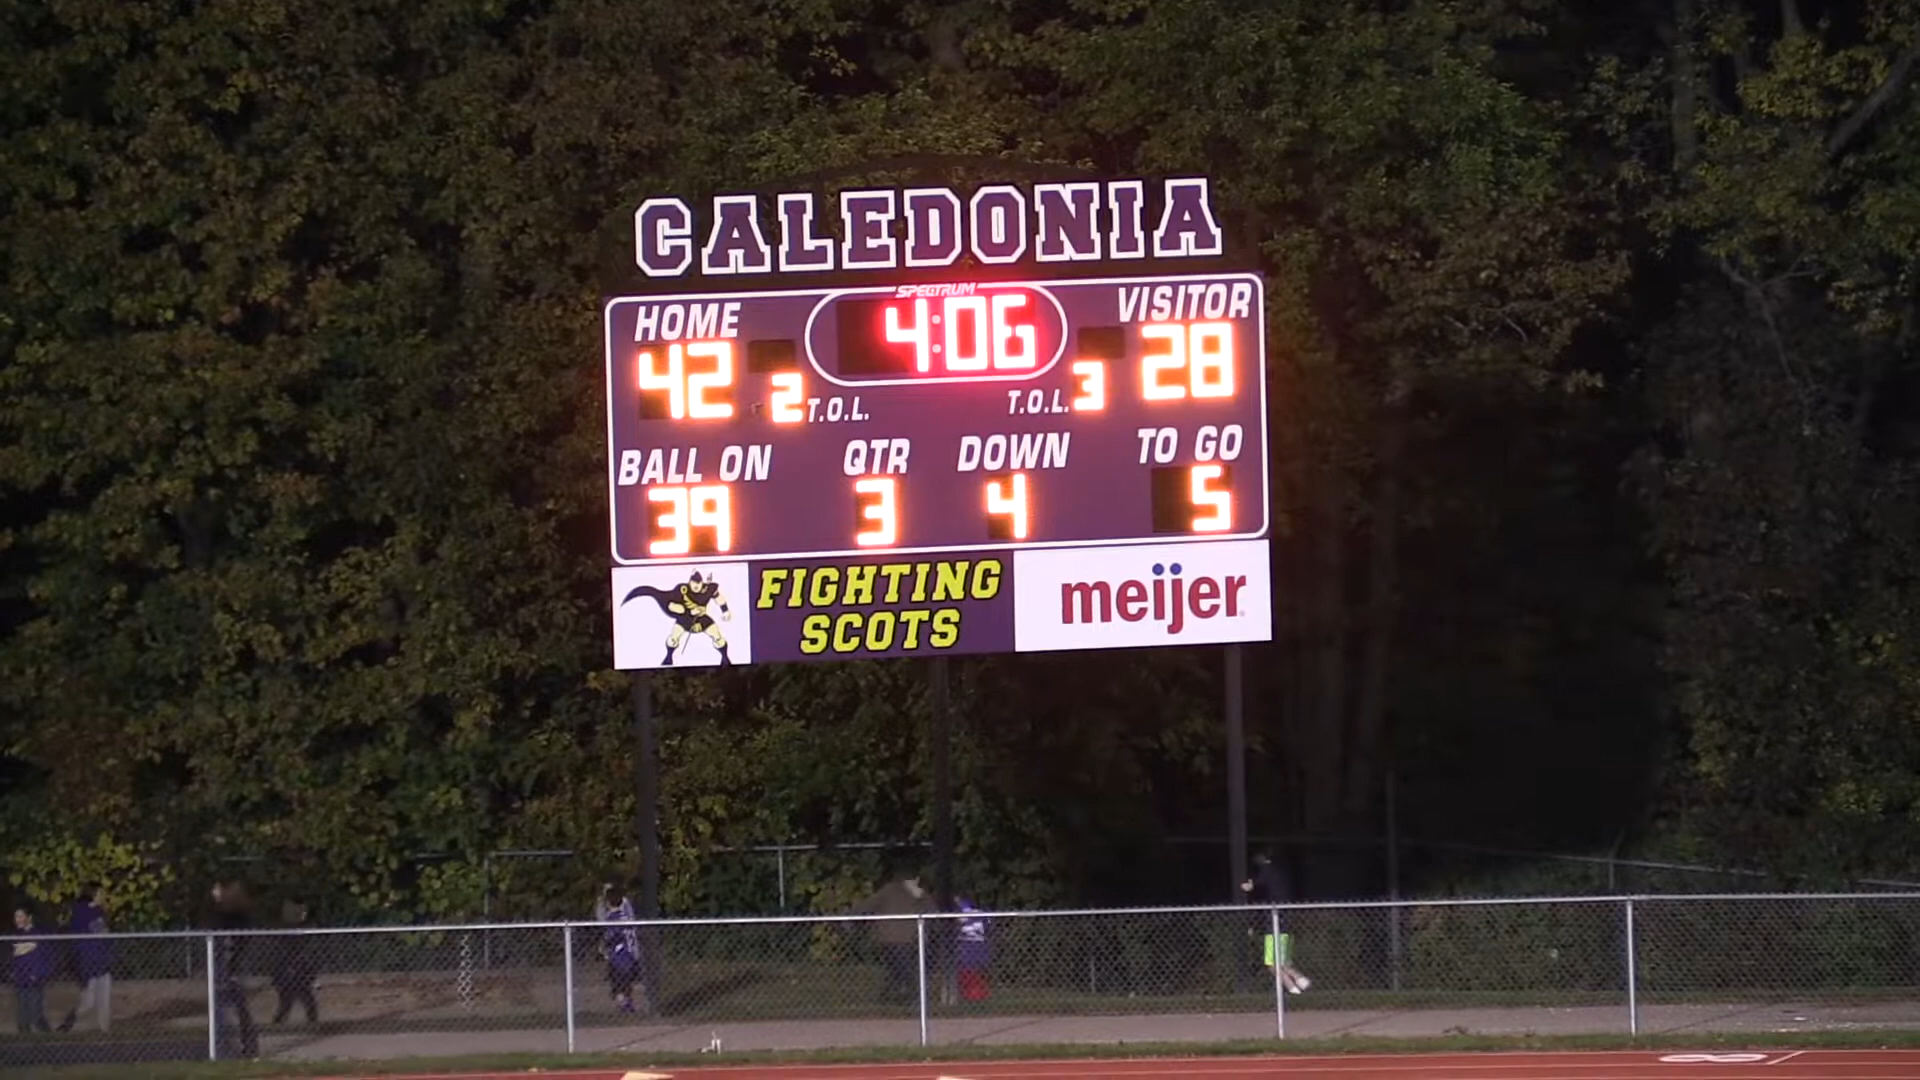 CALEDONIA
SPECTRUM
HOME 4:06 VISITOR
42 2 T.O.L. T.O.L. 3 28
BALL ON QTR DOWN TO GO
39 3 4 5
FIGHTING
SCOTS
meijer
8